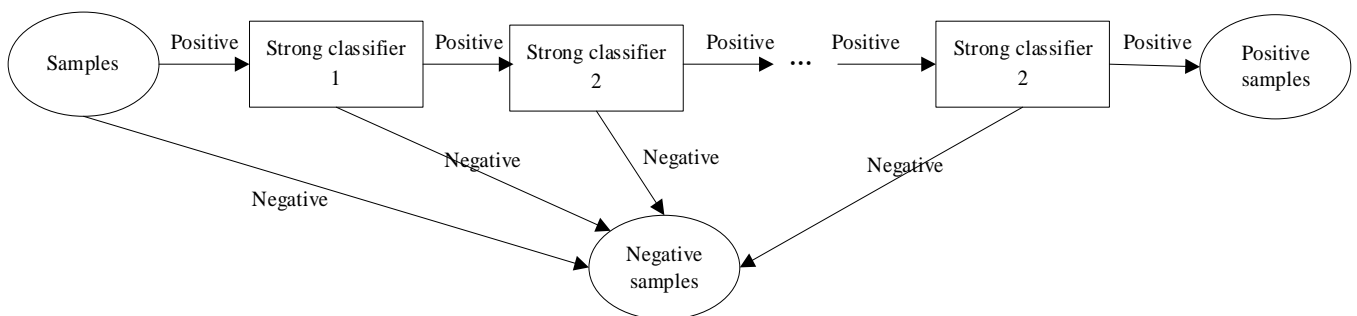 Positive
Positive
Positive
Positive
Positive
Samples
Strong classifier
1
Strong classifier
2
...
Strong classifier
2
Positive
samples
Negative
Negative
Negative
Negative
Negative
samples